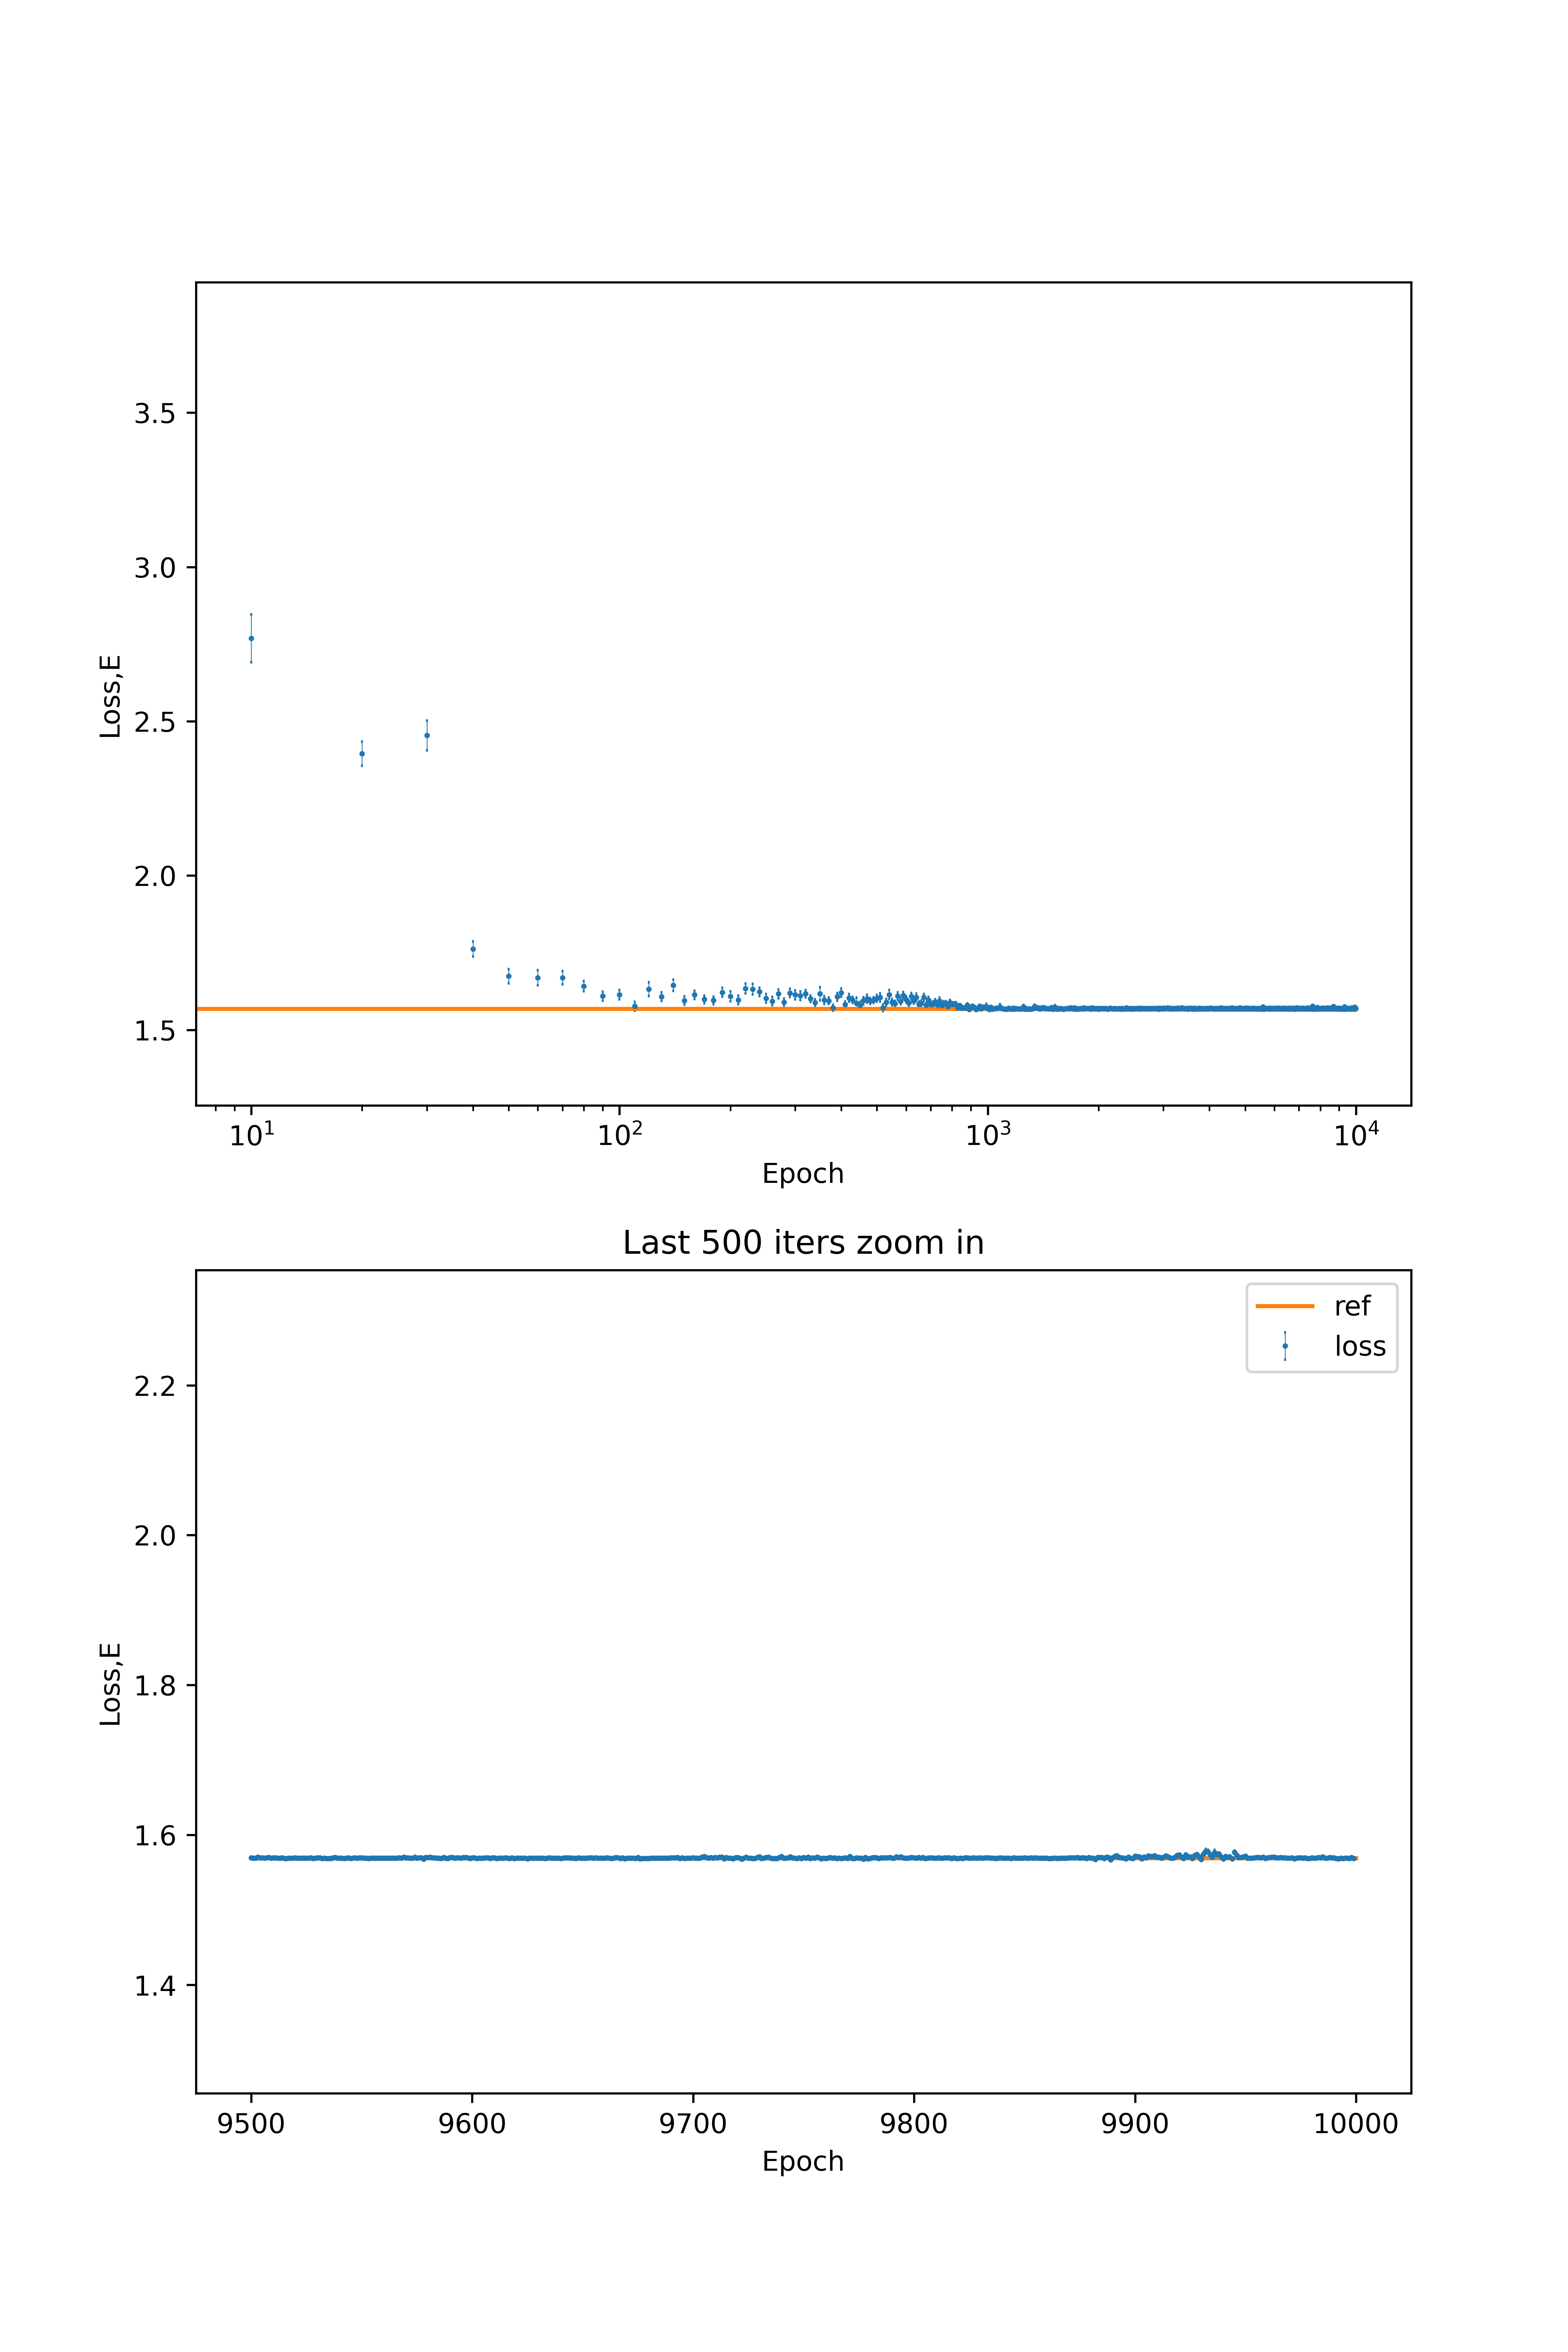 3.5
3.0
2.5
2.0
1.5
Loss,E
10¹ 10² 10³ 10⁴
Epoch
Last 500 iters zoom in
ref
loss
2.2
2.0
1.8
1.6
1.4
Loss,E
9500 9600 9700 9800 9900 10000
Epoch